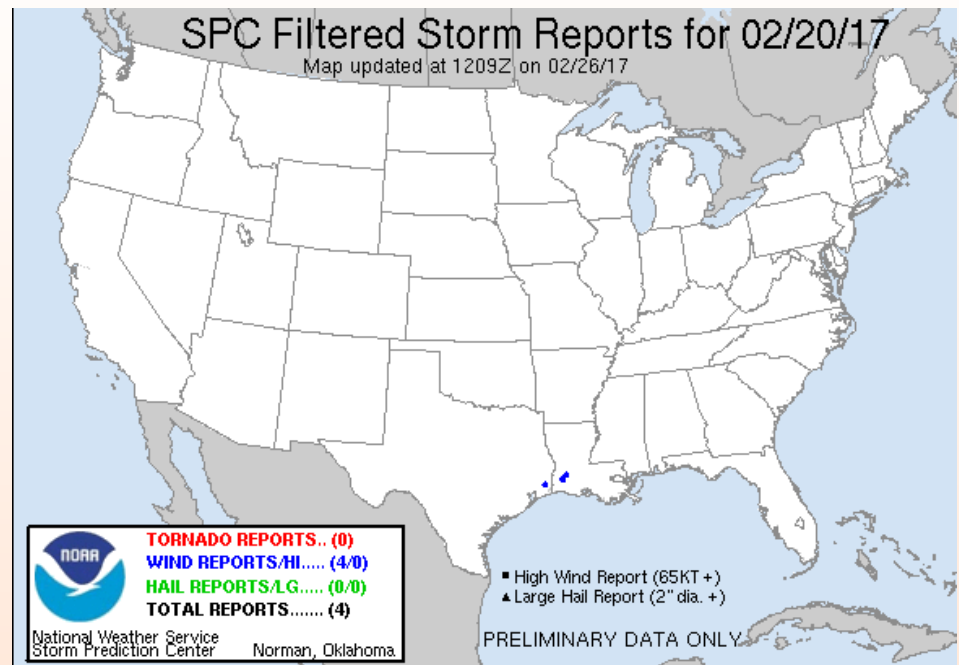 SPC Filtered Storm Reports for 02/20/17
Map updated at 1209Z on 02/26/17
NOAA
TORNADO REPORTS.. (0)
WIND REPORTS/HI..... (4/0)
HAIL REPORTS/LG..... (0/0)
TOTAL REPORTS....... (4)
National Weather Service
Storm Prediction Center Norman, Oklahoma
High Wind Report (65KT +)
Large Hail Report (2" dia. +)
PRELIMINARY DATA ONLY